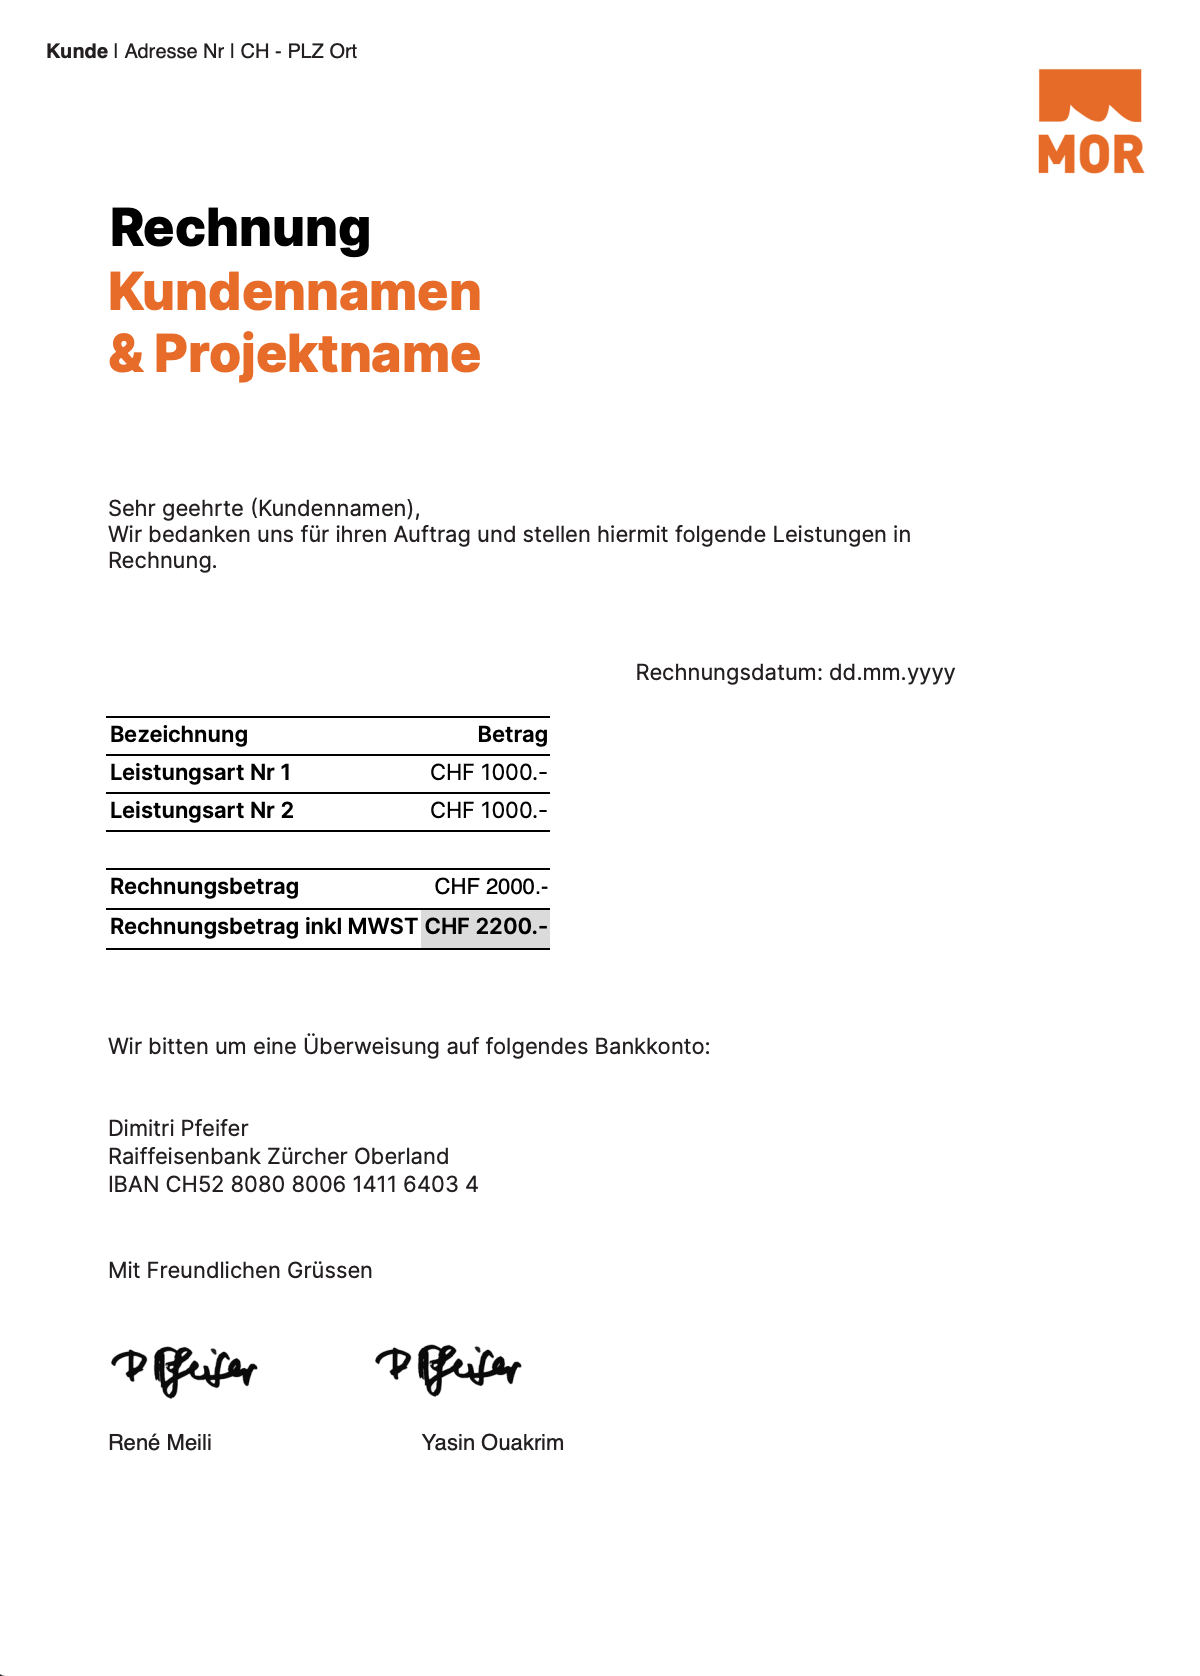 Kunde | Adresse Nr | CH - PLZ Ort
MOR
Rechnung
Kundennamen
& Projektname
Sehr geehrte (Kundennamen),
Wir bedanken uns für ihren Auftrag und stellen hiermit folgende Leistungen in
Rechnung.
Rechnungsdatum: dd.mm.yyyy
Bezeichnung Betrag
Leistungsart Nr 1 CHF 1000.-
Leistungsart Nr 2 CHF 1000.-
Rechnungsbetrag CHF 2000.-
Rechnungsbetrag inkl MWST CHF 2200.-
Wir bitten um eine Überweisung auf folgendes Bankkonto:
Dimitri Pfeifer
Raiffeisenbank Zürcher Oberland
IBAN CH52 8080 8006 1411 6403 4
Mit Freundlichen Grüssen
D Pfeifer D Pfeifer
René Meili Yasin Ouakrim